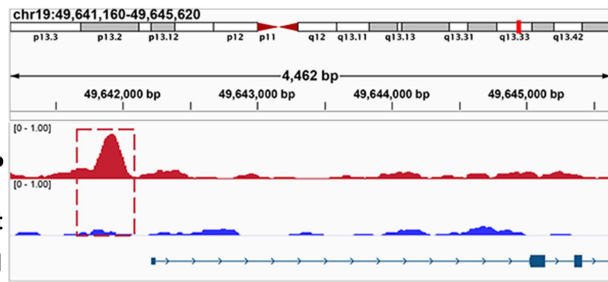 chr19:49,641,160-49,645,620
p13.3 p13.2 p13.12 p12 p11 q12 q13.11 q13.13 q13.31 q13.33 q13.42
4,462 bp
49,642,000 bp 49,643,000 bp 49,644,000 bp 49,645,000 bp
[0 - 1.00]
[0 - 1.00]